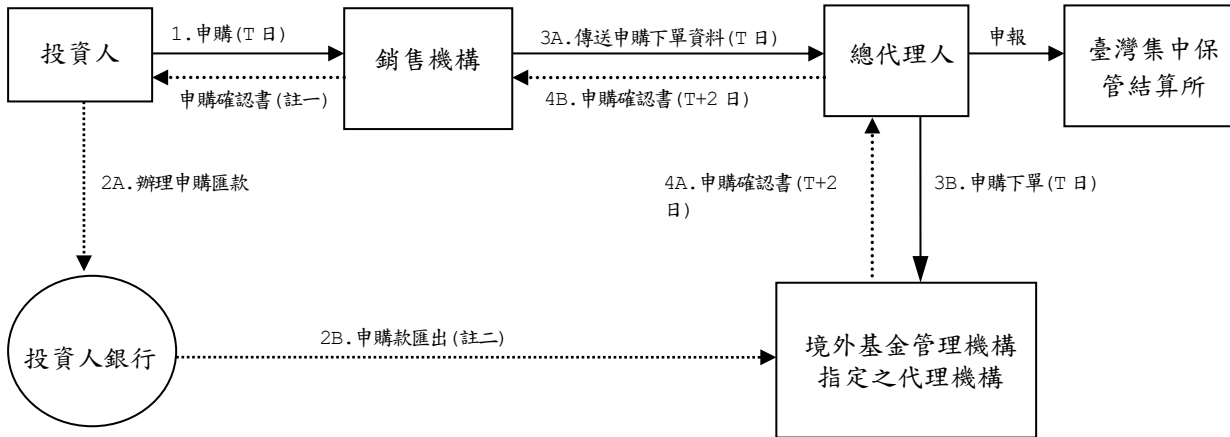 投資人
1.申購(T 日)
申購確認書(註一)
銷售機構
3A.傳送申購下單資料(T 日)
4B.申購確認書(T+2 日)
總代理人
申報
臺灣集中保
管結算所
2A.辦理申購匯款
4A.申購確認書(T+2
日)
3B.申購下單(T 日)
投資人銀行
2B.申購款匯出(註二)
境外基金管理機構
指定之代理機構